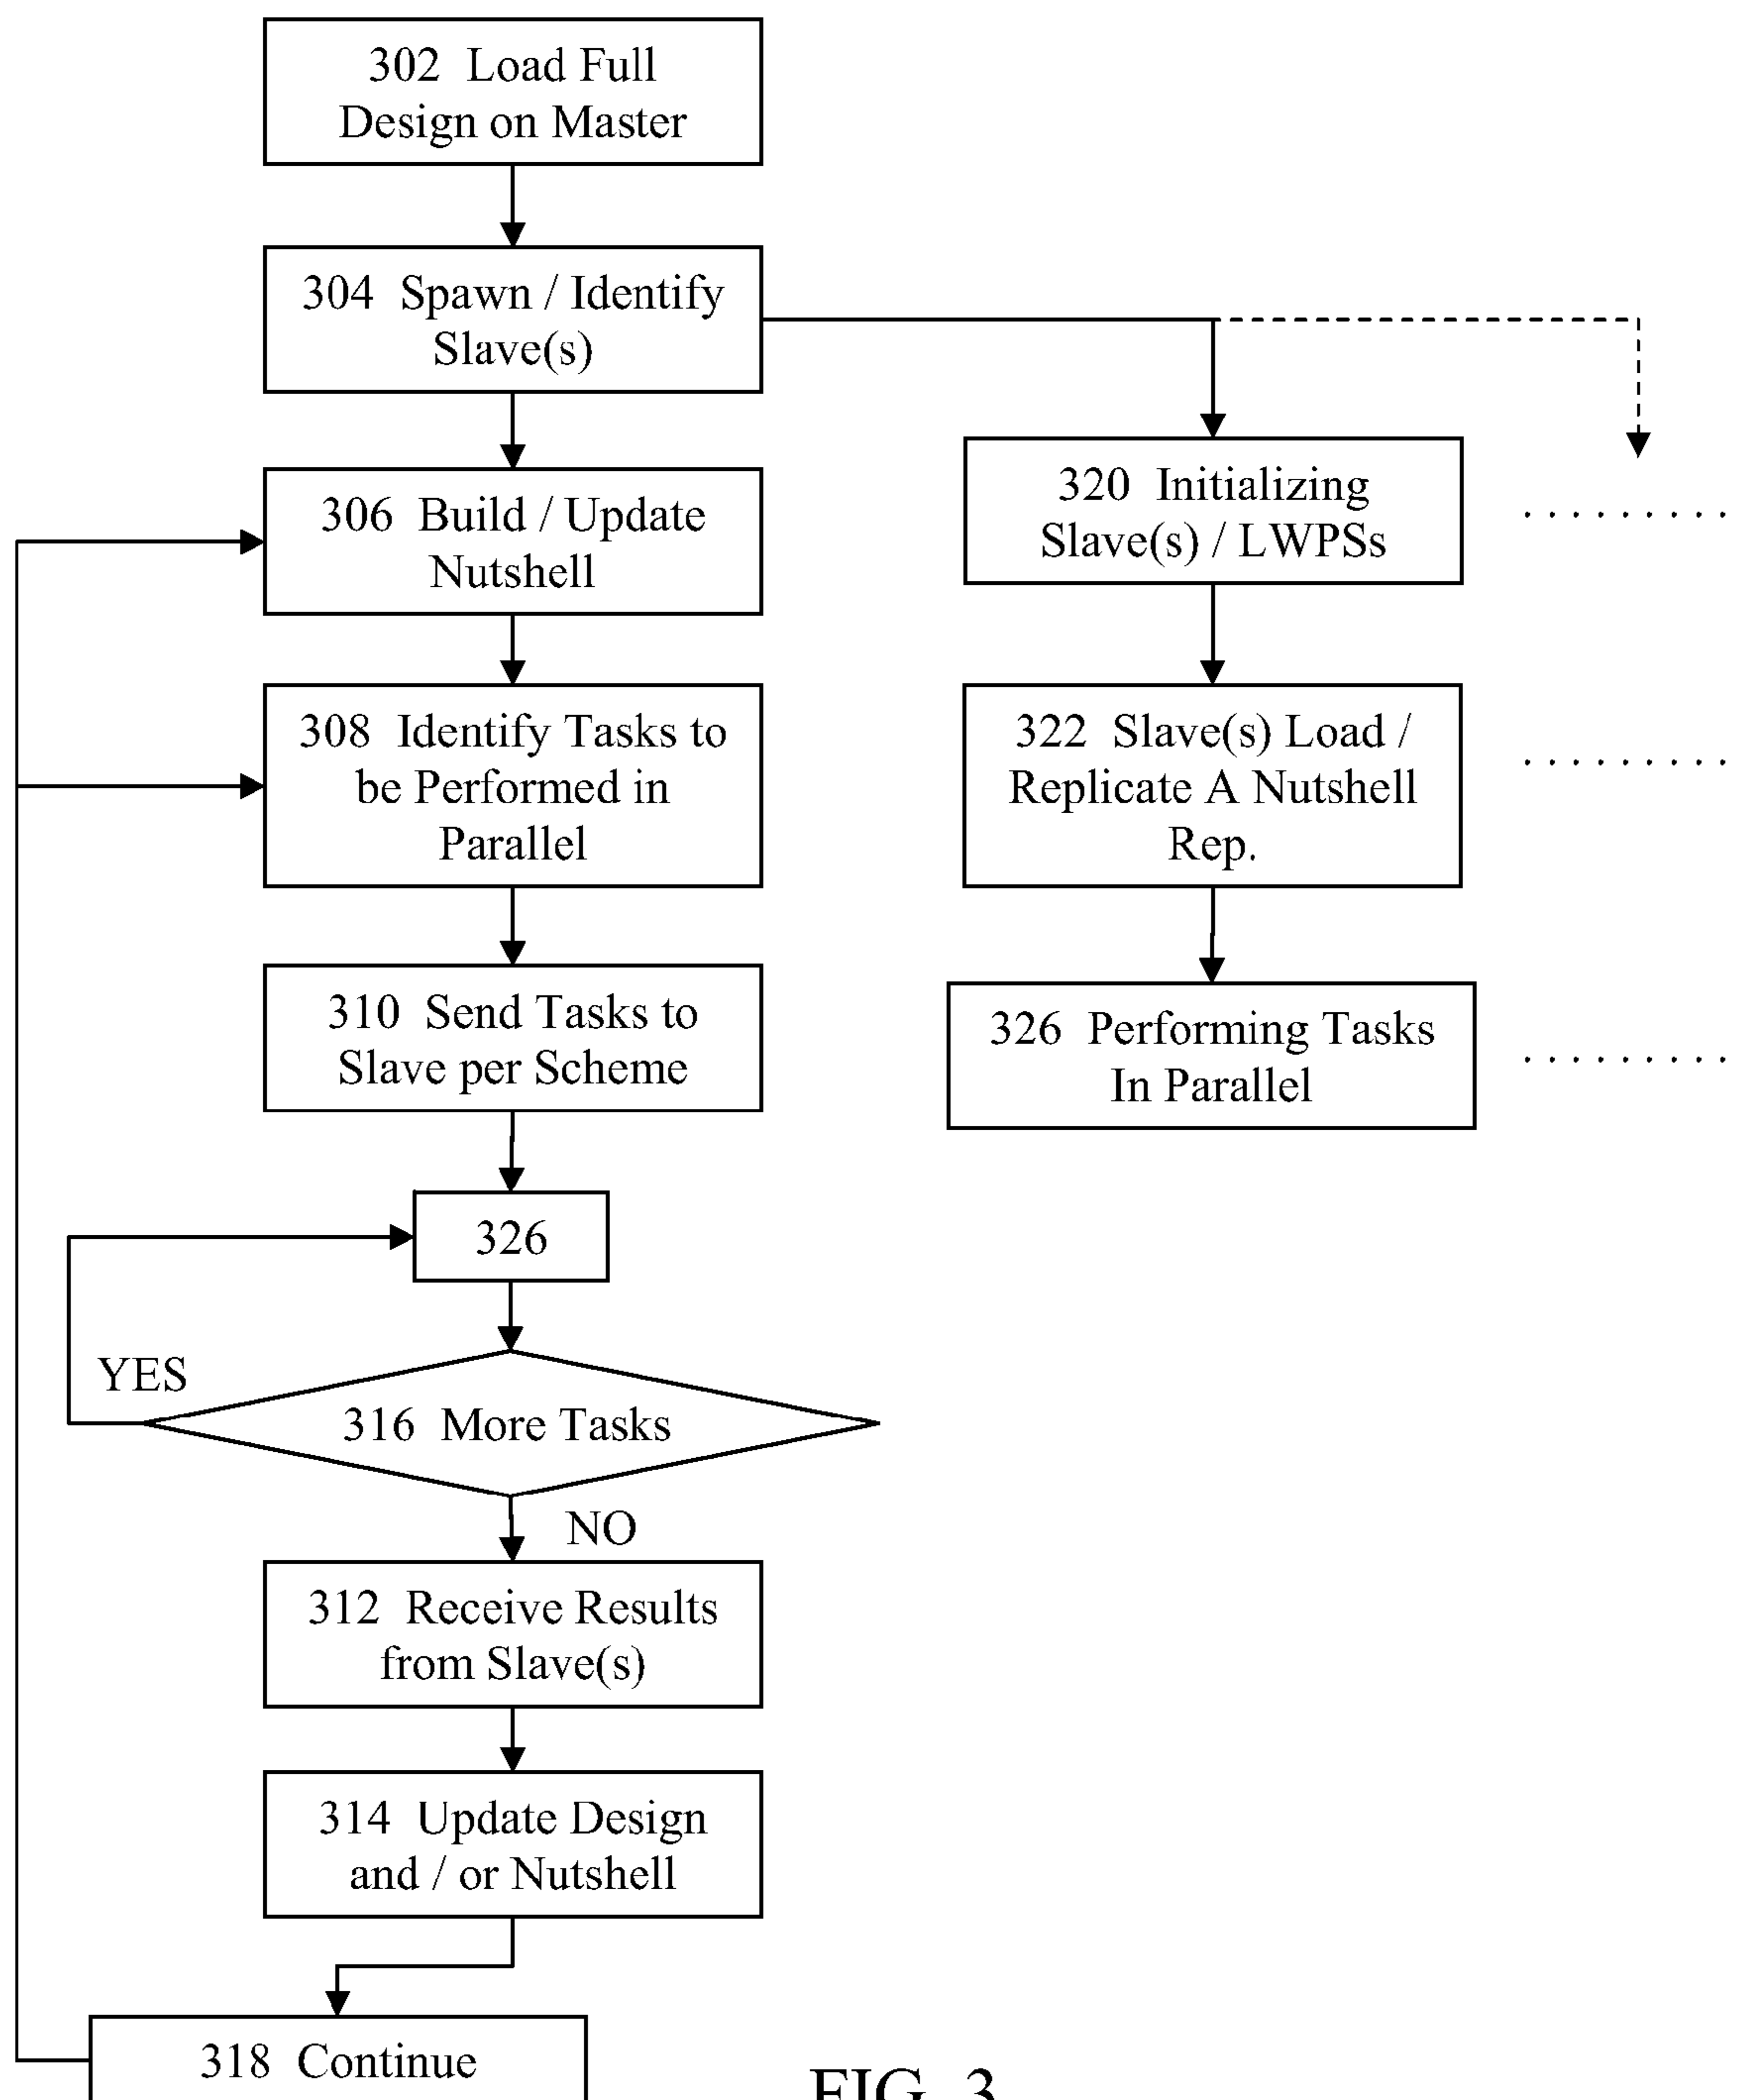 302 Load Full
Design on Master
304 Spawn / Identify
Slave(s)
306 Build / Update
Nutshell
308 Identify Tasks to
be Performed in
Parallel
310 Send Tasks to
Slave per Scheme
326
YES
316 More Tasks
NO
312 Receive Results
from Slave(s)
314 Update Design
and / or Nutshell
318 Continue
320 Initializing
Slave(s) / LWPSs
322 Slave(s) Load /
Replicate A Nutshell
Rep.
326 Performing Tasks
In Parallel
FIG. 3